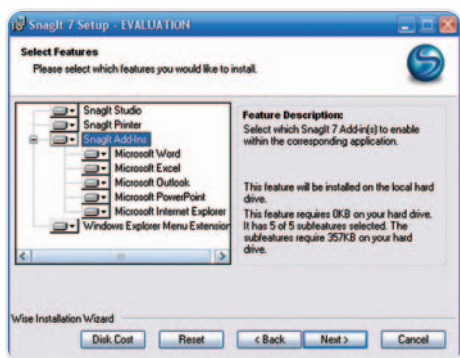 SnagIt 7 Setup - EVALUATION
Select Features
Please select which features you would like to install.
SnagIt Studio
SnagIt Printer
SnagIt Add-Ins
Microsoft Word
Microsoft Excel
Microsoft Outlook
Microsoft PowerPoint
Microsoft Internet Explorer
Windows Explorer Menu Extension
Feature Description:
Select which SnagIt 7 Add-in(s) to enable
within the corresponding application.
This feature will be installed on the local hard
drive.
This feature requires 0KB on your hard drive.
It has 5 of 5 subfeatures selected. The
subfeatures require 357KB on your hard
drive.
Wise Installation Wizard
Disk Cost
Reset
< Back
Next >
Cancel